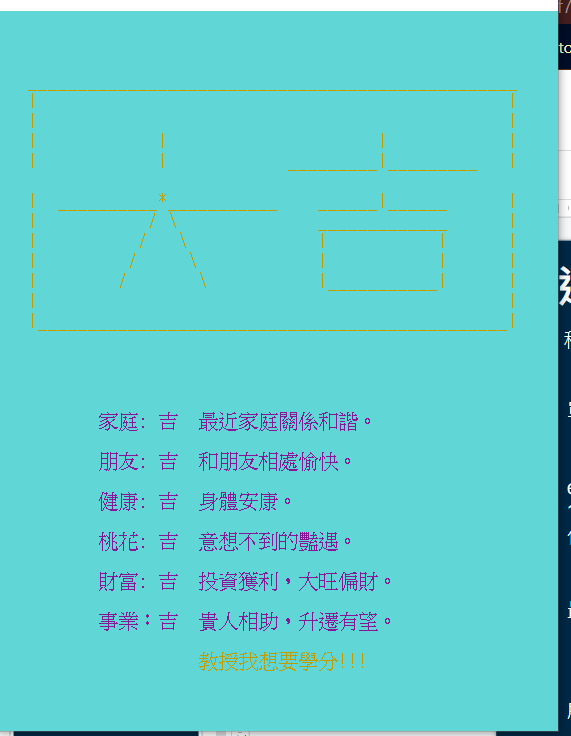 大吉
家庭: 吉 最近家庭關係和諧。
朋友: 吉 和朋友相處愉快。
健康: 吉 身體安康。
桃花: 吉 意想不到的豔遇。
財富: 吉 投資獲利，大旺偏財。
事業：吉 貴人相助，升遷有望。
教授我想要學分!!!